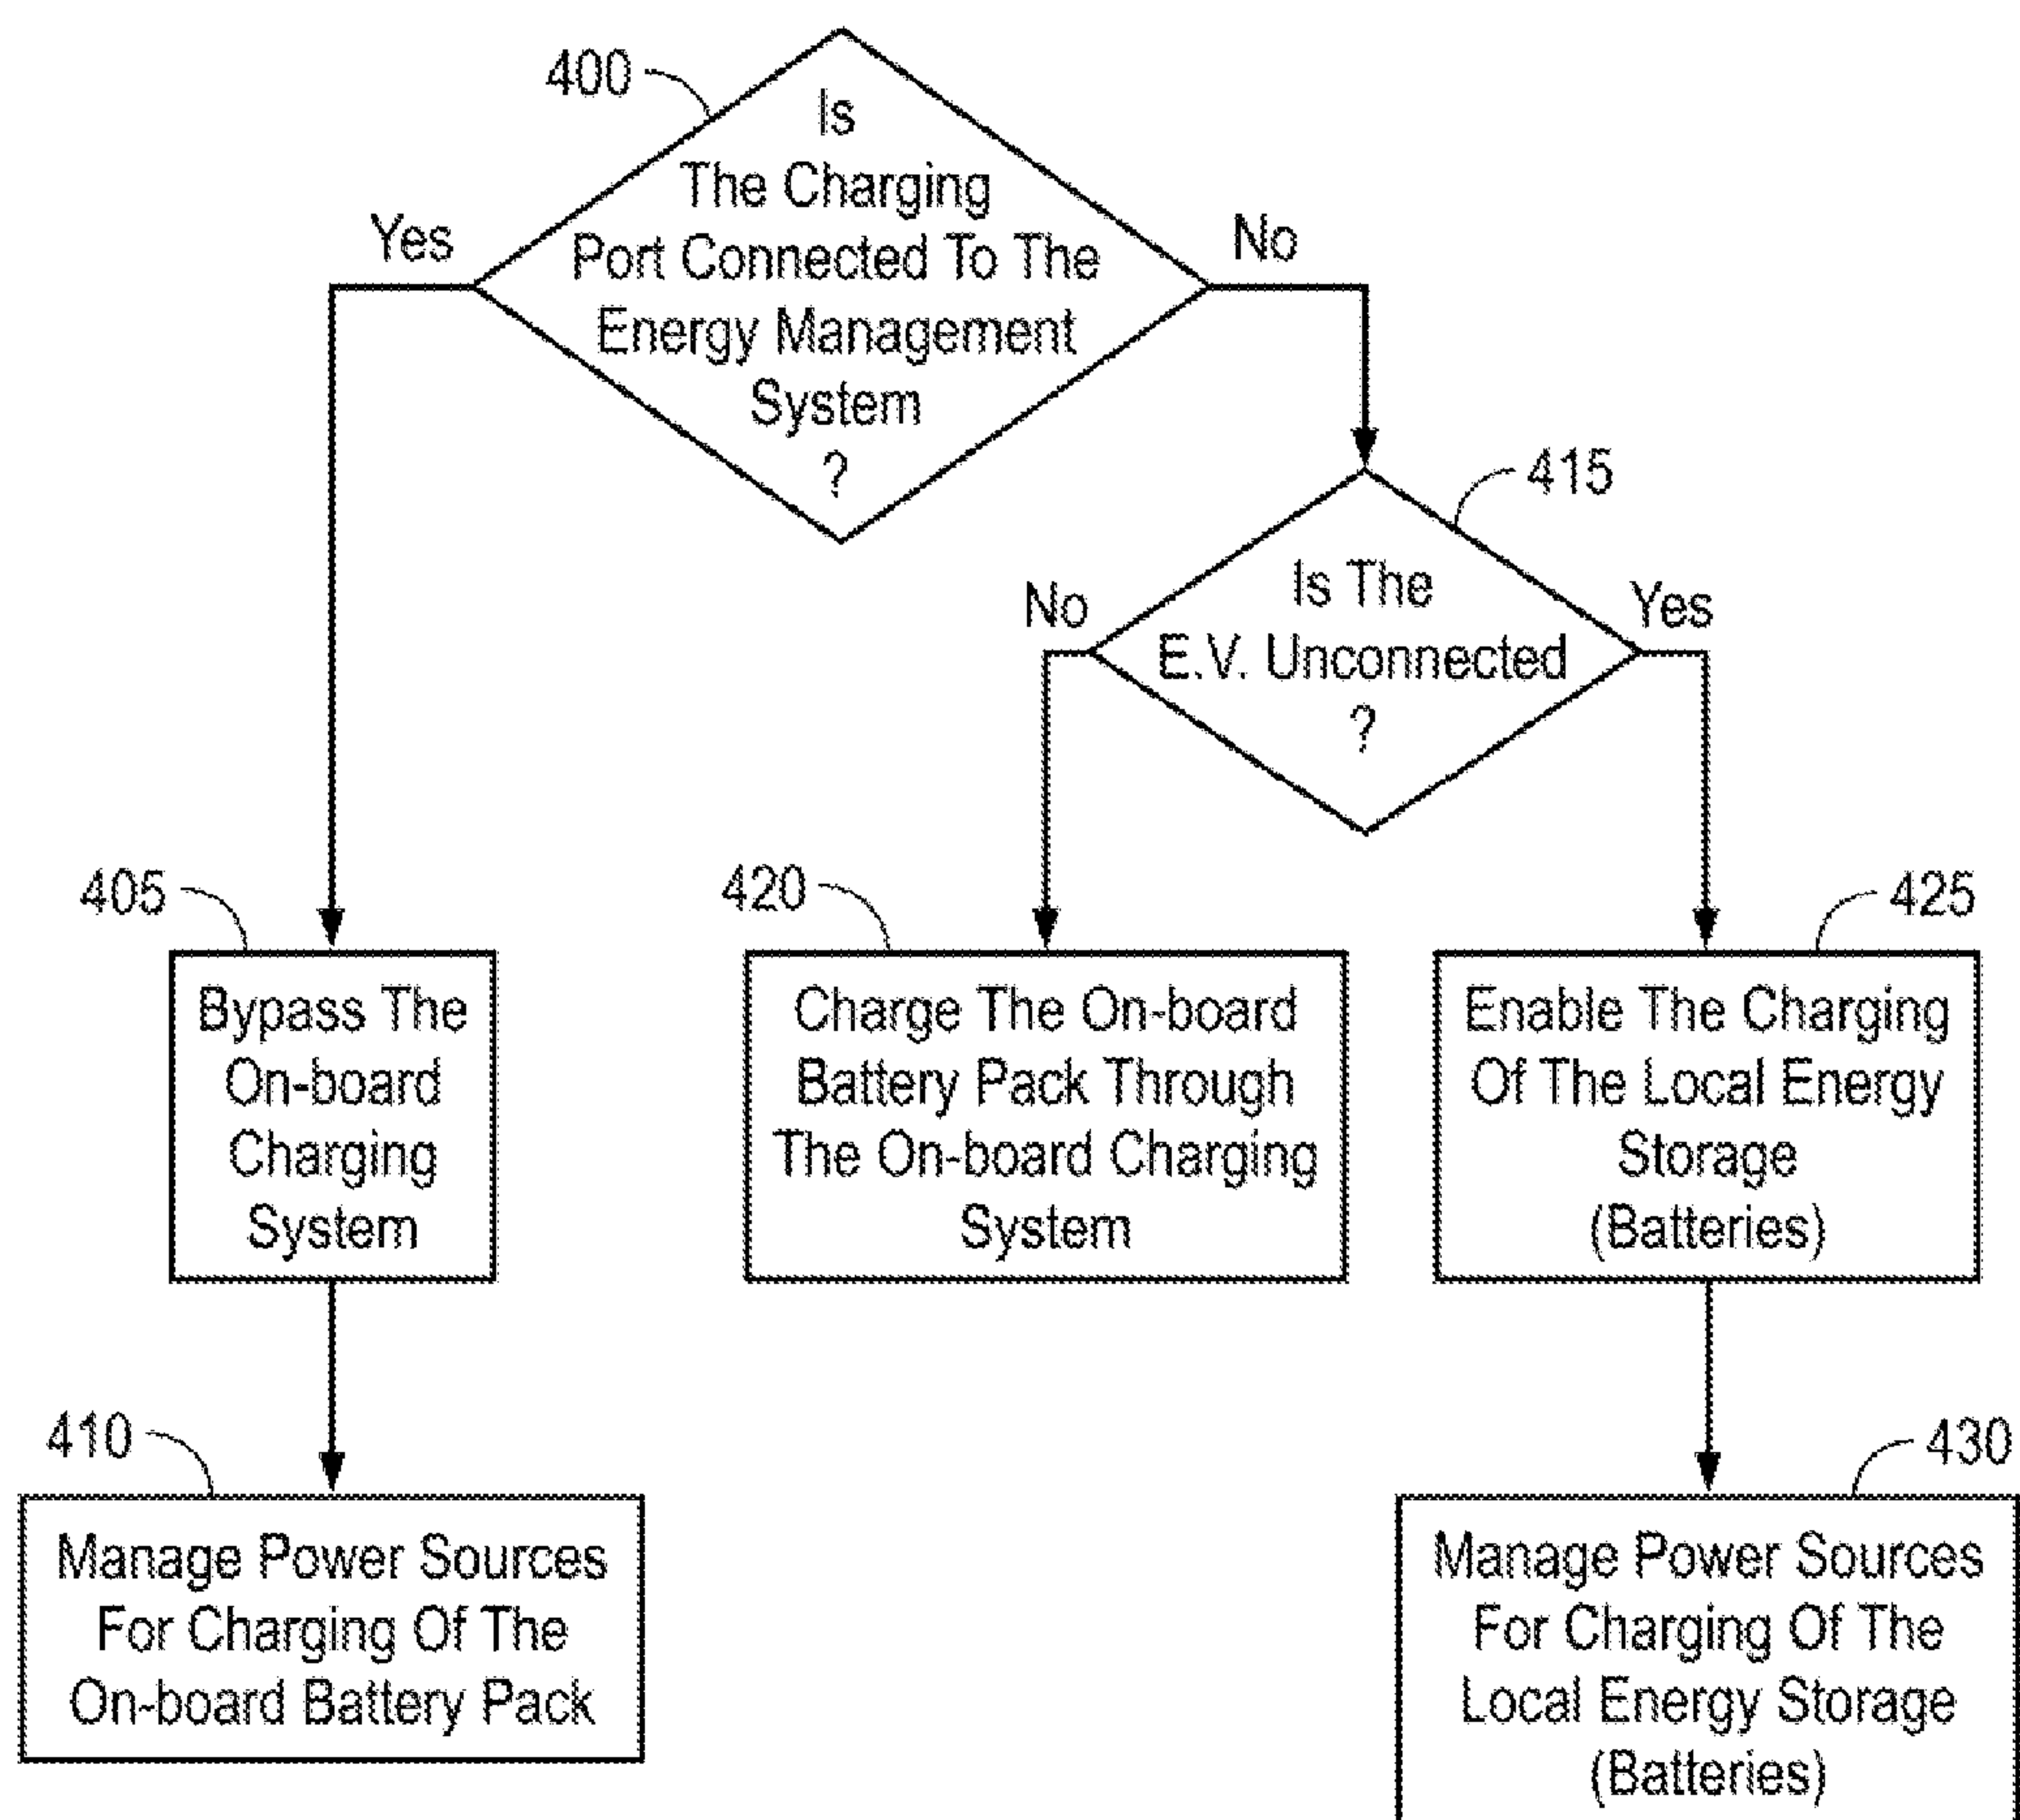 400
Is
The Charging
Port Connected To The
Energy Management
System
?
Yes
No
415
Is The
E.V. Unconnected
?
No
Yes
405
Bypass The
On-board
Charging
System
420
Charge The On-board
Battery Pack Through
The On-board Charging
System
425
Enable The Charging
Of The Local Energy
Storage
(Batteries)
410
Manage Power Sources
For Charging Of The
On-board Battery Pack
430
Manage Power Sources
For Charging Of The
Local Energy Storage
(Batteries)